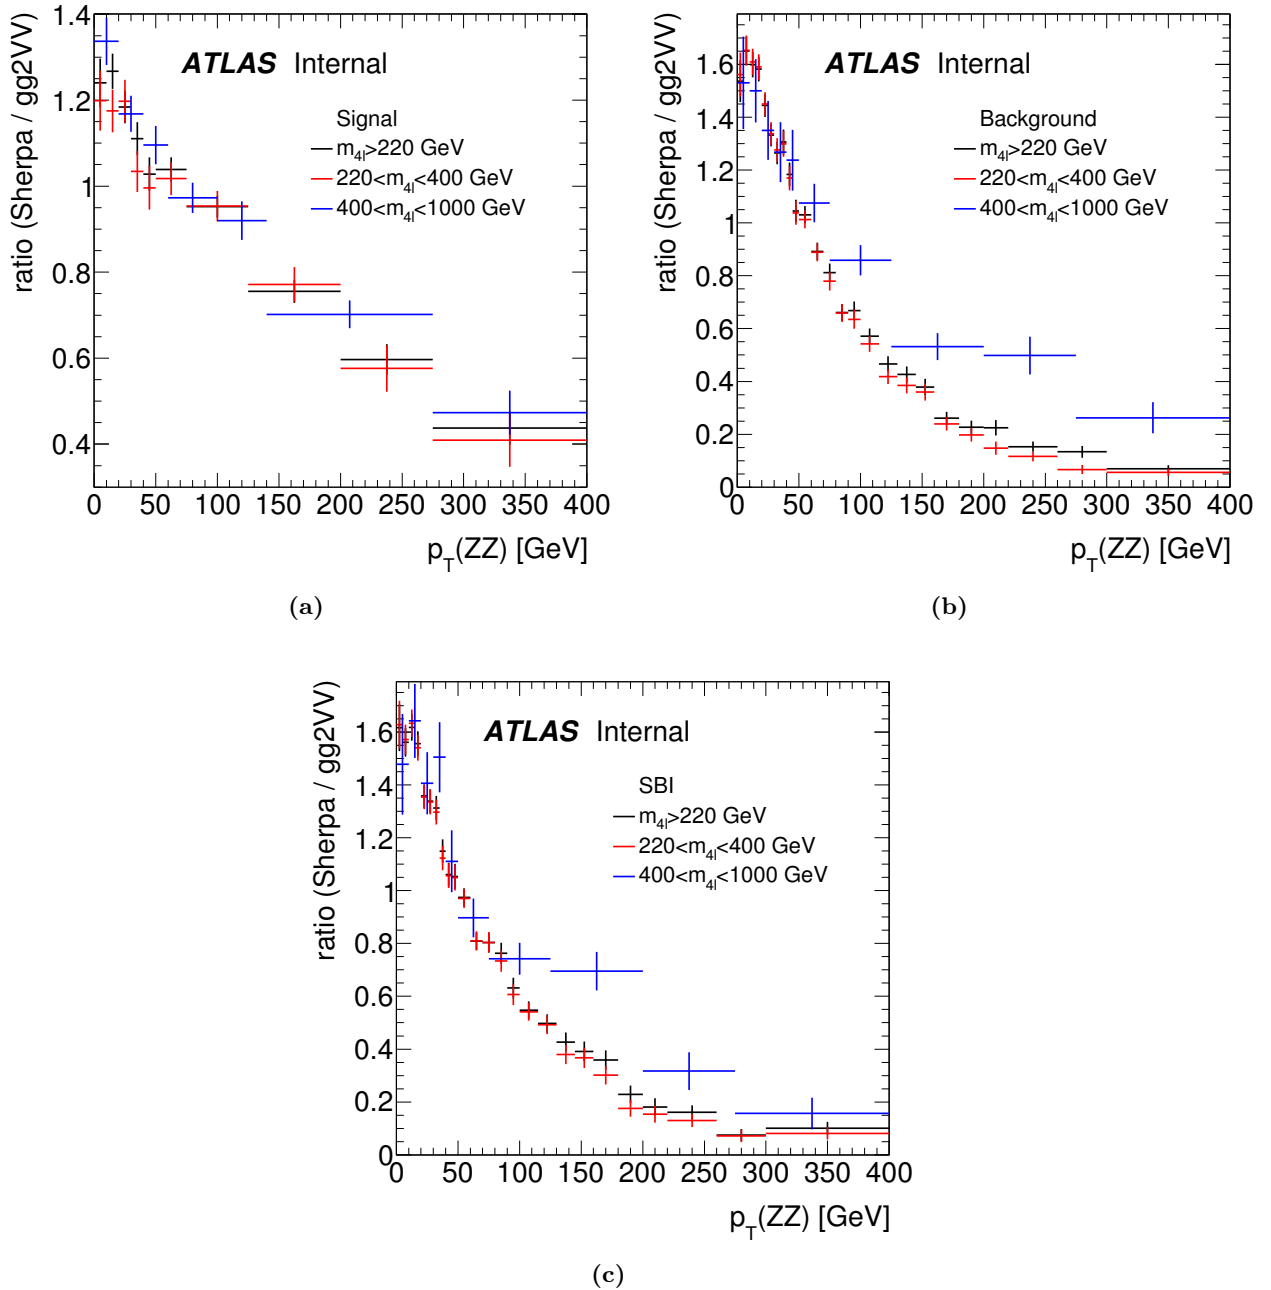 ratio (Sherpa / gg2VV)
1.4
1.2
1
0.8
0.6
0.4
ATLAS Internal
Signal
m4l>220 GeV
220<m4l<400 GeV
400<m4l<1000 GeV
0 50 100 150 200 250 300 350 400
pT(ZZ) [GeV]
(a)
ratio (Sherpa / gg2VV)
1.6
1.4
1.2
1
0.8
0.6
0.4
0.2
0
ATLAS Internal
Background
m4l>220 GeV
220<m4l<400 GeV
400<m4l<1000 GeV
0 50 100 150 200 250 300 350 400
pT(ZZ) [GeV]
(b)
ratio (Sherpa / gg2VV)
1.6
1.4
1.2
1
0.8
0.6
0.4
0.2
0
ATLAS Internal
SBI
m4l>220 GeV
220<m4l<400 GeV
400<m4l<1000 GeV
0 50 100 150 200 250 300 350 400
pT(ZZ) [GeV]
(c)